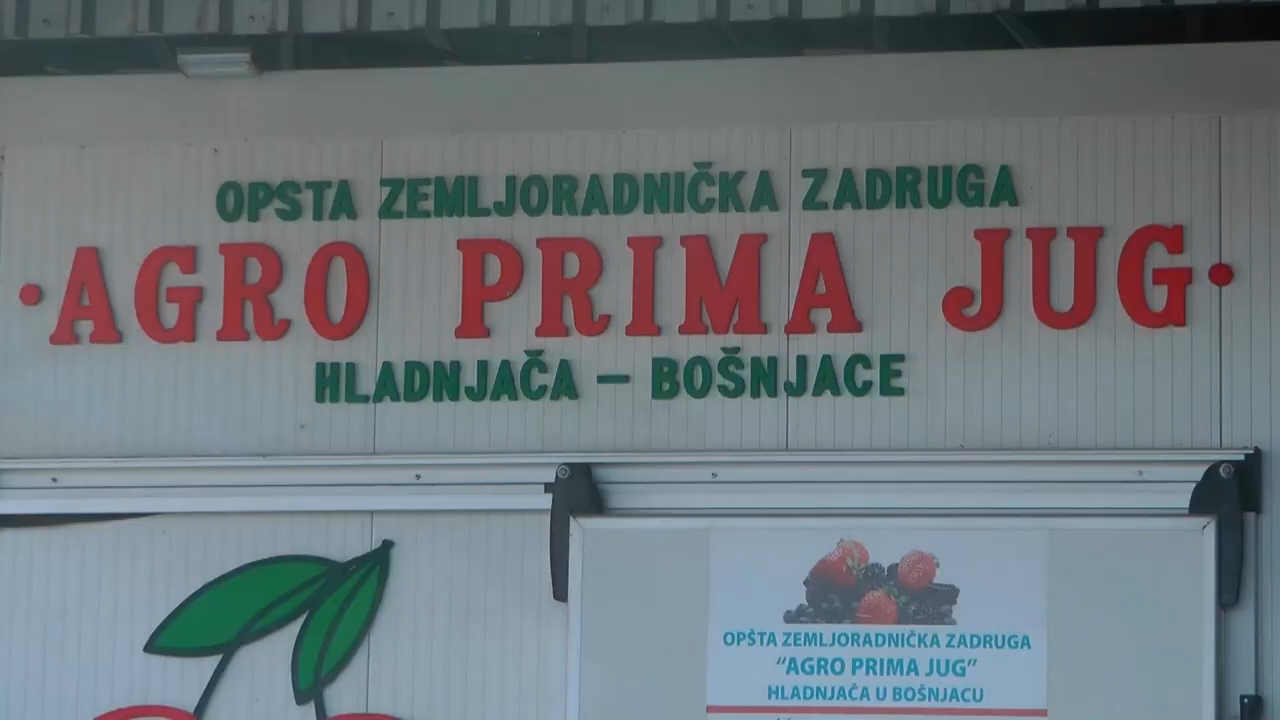 OPSTA ZEMLJORADNIČKA ZADRUGA
•AGRO PRIMA JUG•
HLADNJAČA – BOŠNJACE
OPŠTA ZEMLJORADNIČKA ZADRUGA
“AGRO PRIMA JUG”
HLADNJAČA U BOŠNJACU